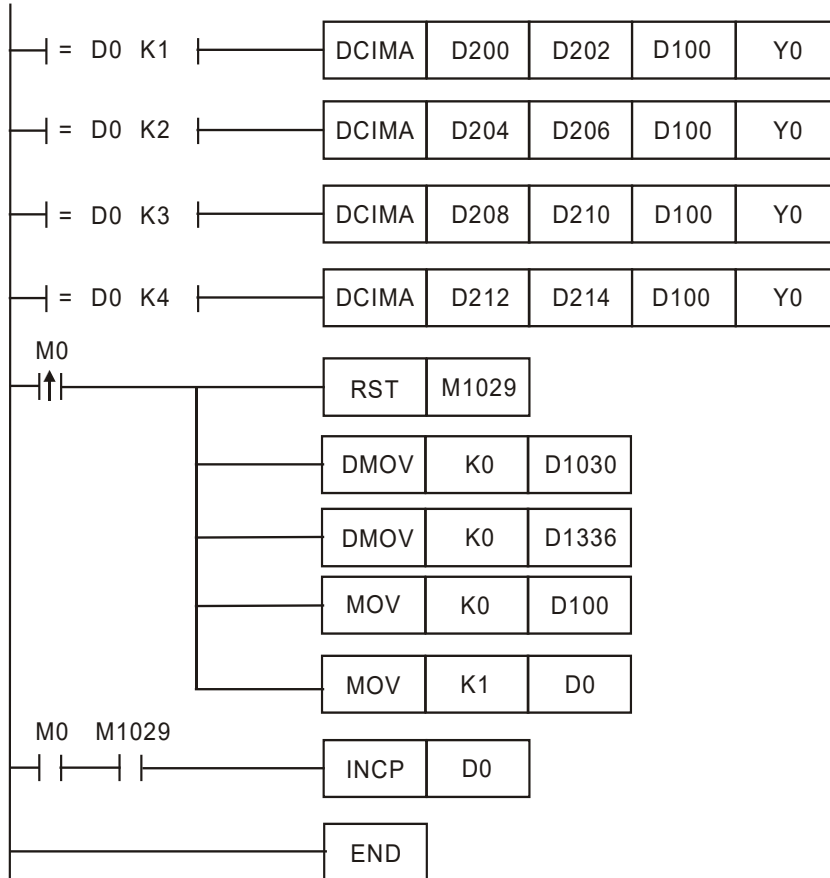 = D0 K1 DCIMA D200 D202 D100 Y0
= D0 K2 DCIMA D204 D206 D100 Y0
= D0 K3 DCIMA D208 D210 D100 Y0
= D0 K4 DCIMA D212 D214 D100 Y0
M0
RST M1029
DMOV K0 D1030
DMOV K0 D1336
MOV K0 D100
MOV K1 D0
M0 M1029
INCP D0
END